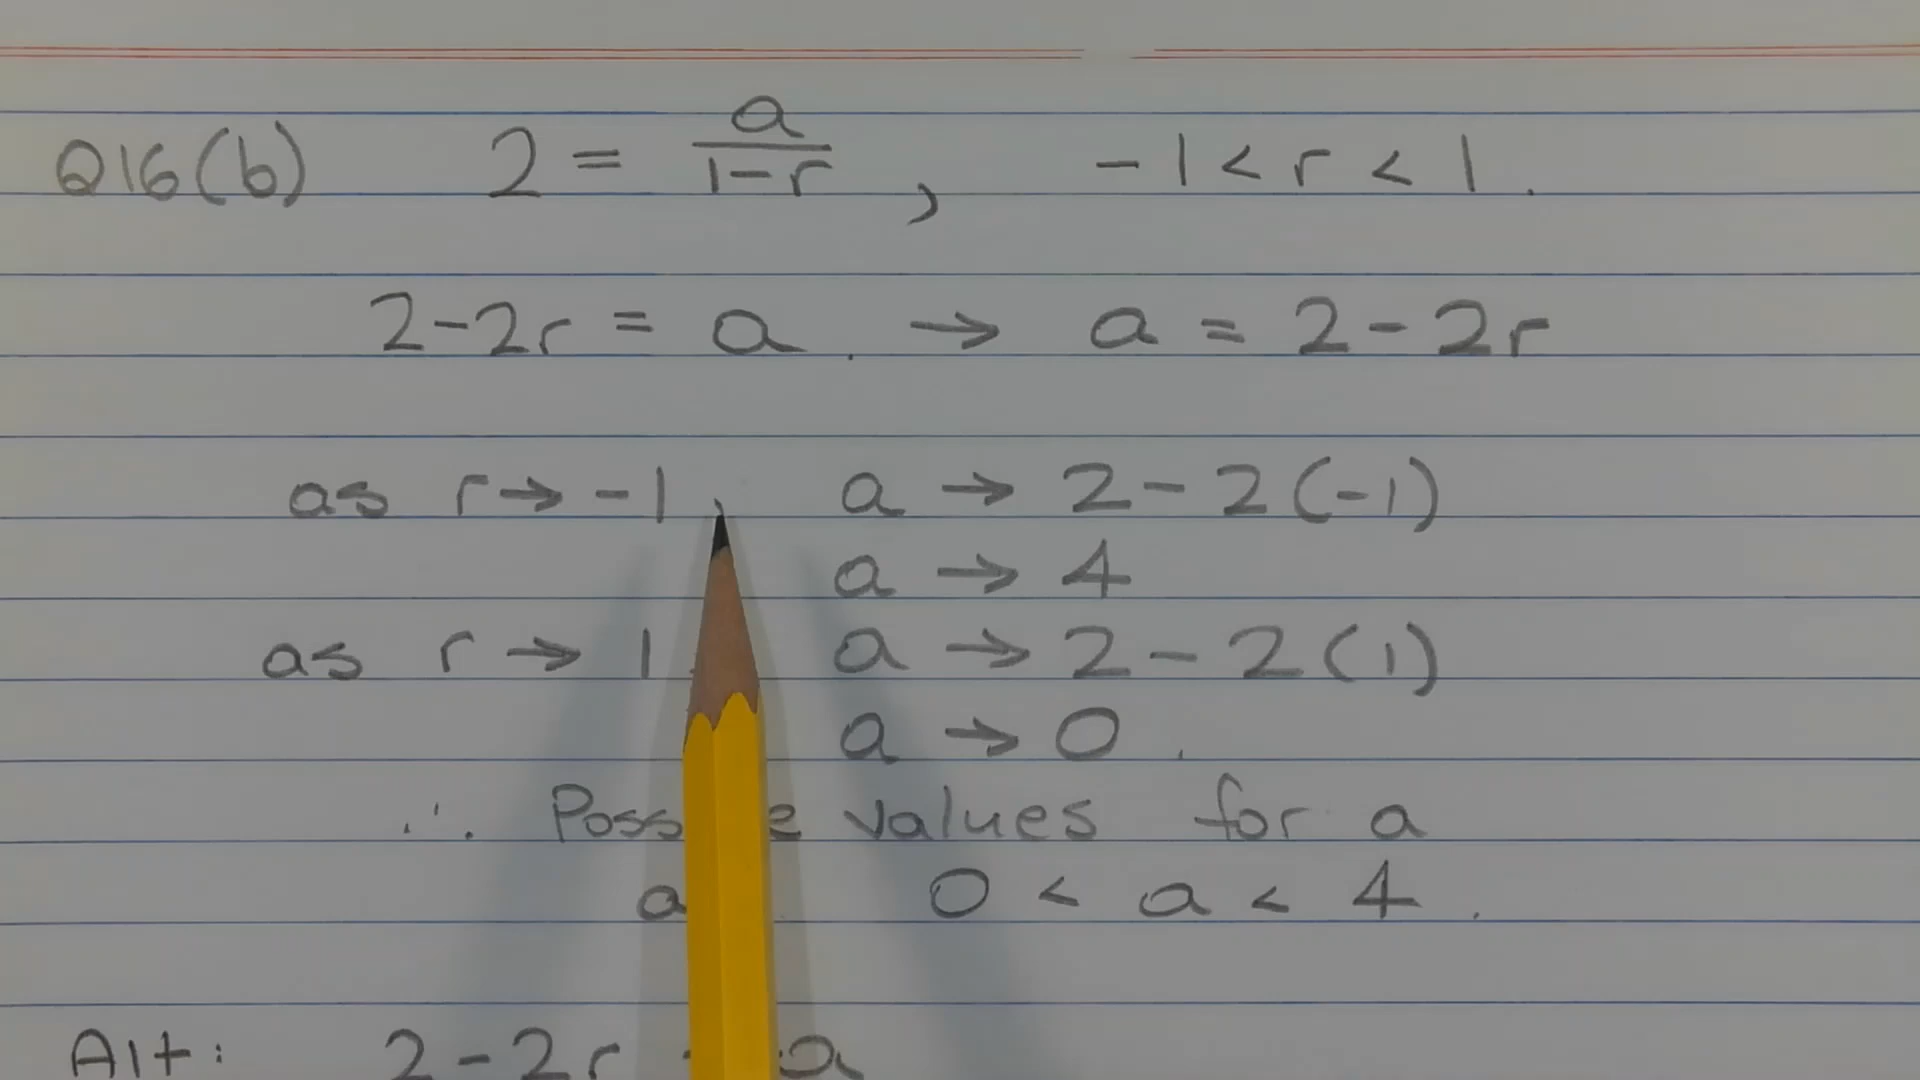 Q16(b) 2 = a/(1-r) , -1 < r < 1.
2-2r = a. → a = 2-2r
as r → -1, a → 2-2(-1)
a → 4
as r → 1, a → 2-2(1)
a → 0.
∴ values for a
0 < a < 4.
Alt: 2-2r a